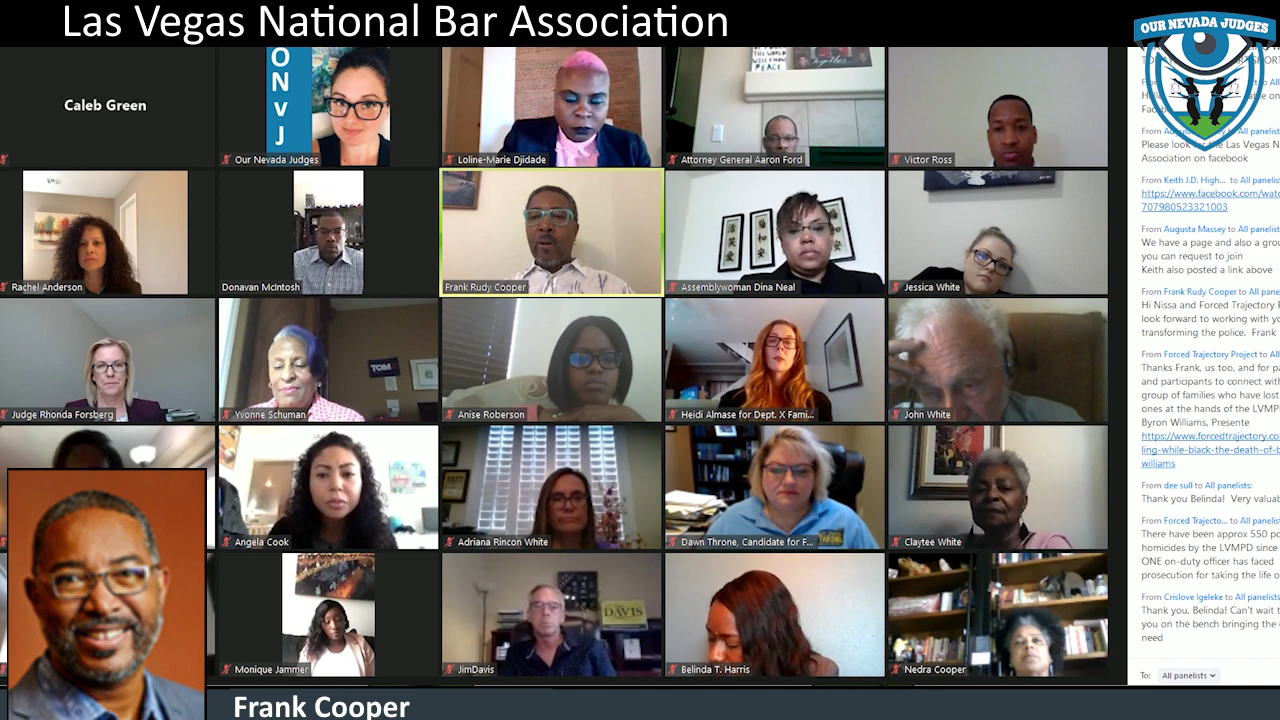 Las Vegas National Bar Association
OUR NEVADA JUDGES
Caleb Green
O
N
V
J
Our Nevada Judges
Loline-Marie Djidade
PEACE
Together
Attorney General Aaron Ford
Victor Ross
Rachel Anderson
Donavan McIntosh
Frank Rudy Cooper
Assemblywoman Dina Neal
Jessica White
Judge Rhonda Forsberg
Yvonne Schuman
TOM
Anise Roberson
Heidi Almase for Dept. X Fami...
John White
Angela Cook
Adriana Rincon White
Dawn Throne, Candidate for F...
Claytee White
Monique Jammer
JimDavis
DAVIS
Belinda T. Harris
Nedra Cooper
All panelist
Please look for the Las Vegas N
Association on facebook
From Keith J.D. High... to All panelis
https://www.facebook.com/watc
707980523321003
From Augusta Massey to All panelist
We have a page and also a gro
you can request to join
Keith also posted a link above
From Frank Rudy Cooper to All pane
Hi Nissa and Forced Trajectory P
look forward to working with yo
transforming the police. Frank
From Forced Trajectory Project to All
Thanks Frank, us too, and for pa
and participants to connect with
group of families who have lost
ones at the hands of the LVMPD
Byron Williams, Presente
https://www.forcedtrajectory.co
ling-while-black-the-death-of-b
williams
From dee sull to All panelists:
Thank you Belinda! Very valuab
From Forced Trajecto... to All panelist
There have been approx 550 po
homicides by the LVMPD since
ONE on-duty officer has faced
prosecution for taking the life o
From Crislove Igeleke to All panelists
Thank you, Belinda! Can't wait t
you on the bench bringing the
need
To: All panelists
Frank Cooper